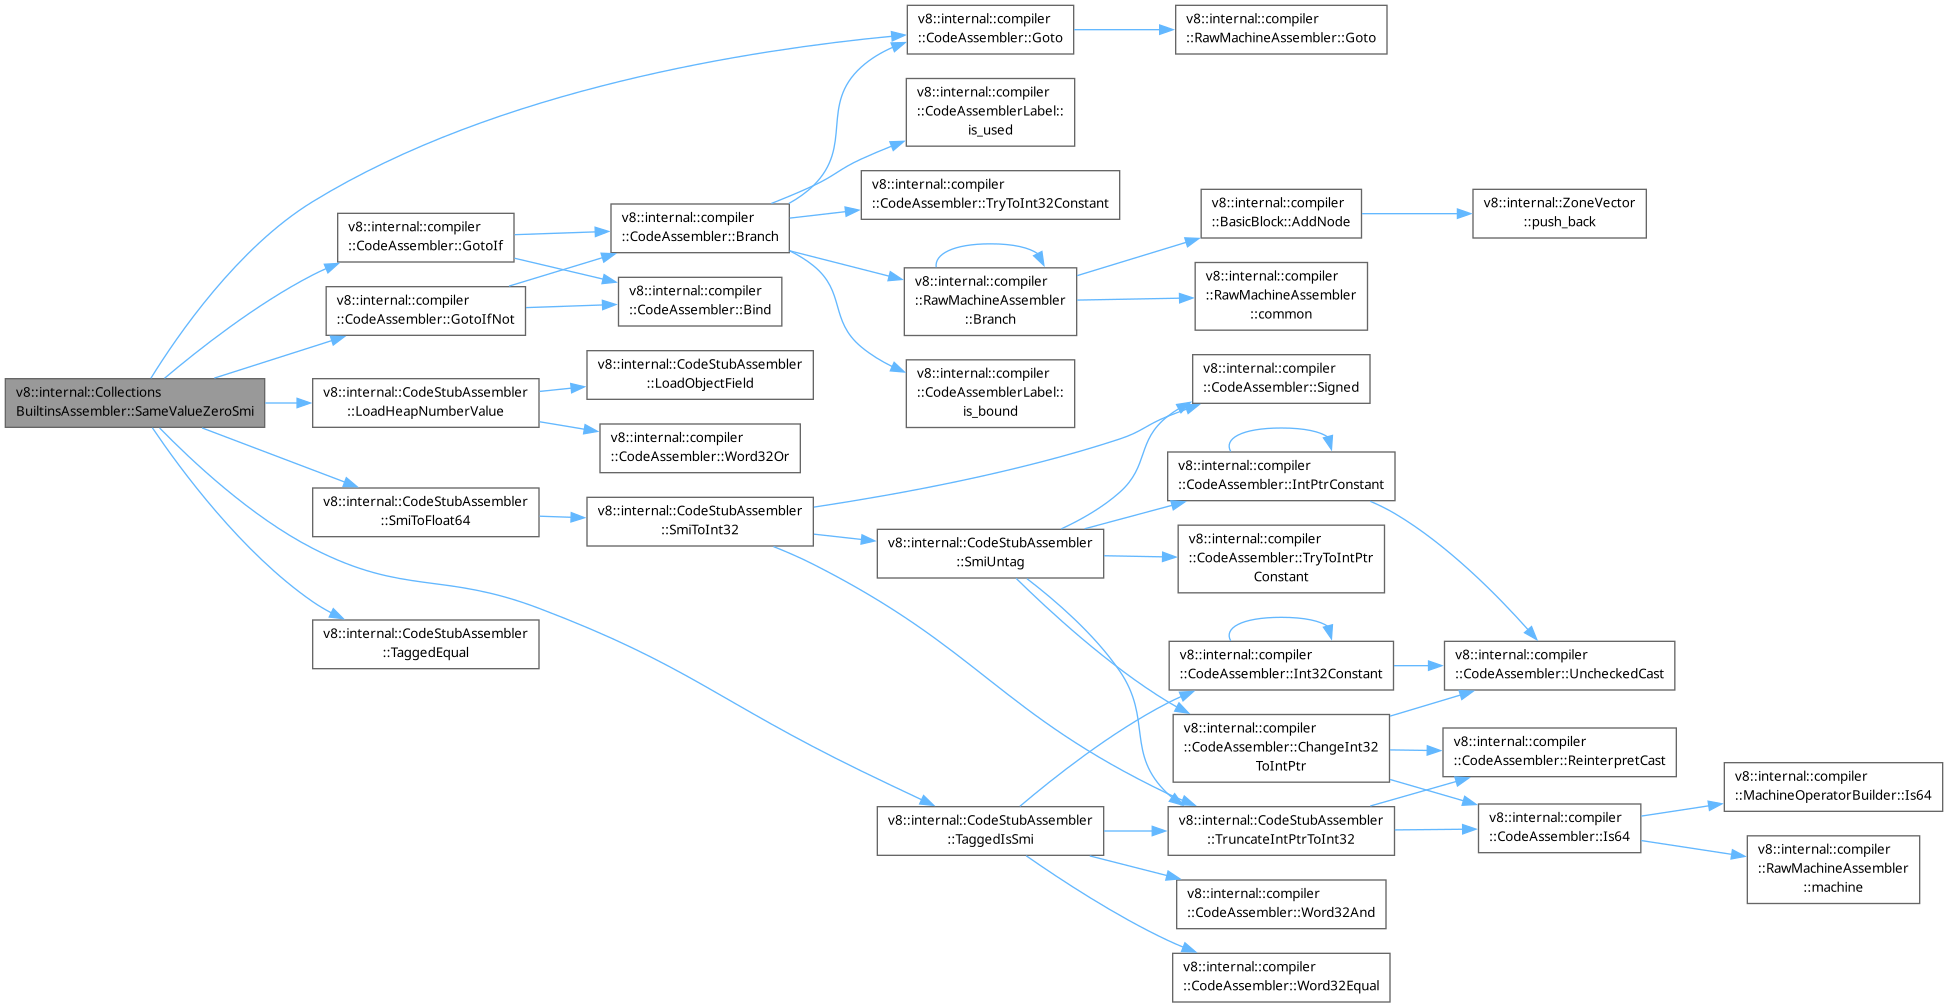 v8::internal::Collections
BuiltinsAssembler::SameValueZeroSmi
v8::internal::compiler
::CodeAssembler::GotoIf
v8::internal::compiler
::CodeAssembler::GotoIfNot
v8::internal::CodeStubAssembler
::LoadHeapNumberValue
v8::internal::CodeStubAssembler
::SmiToFloat64
v8::internal::CodeStubAssembler
::TaggedEqual
v8::internal::compiler
::CodeAssembler::Branch
v8::internal::compiler
::CodeAssembler::Bind
v8::internal::CodeStubAssembler
::LoadObjectField
v8::internal::compiler
::CodeAssembler::Word32Or
v8::internal::CodeStubAssembler
::SmiToInt32
v8::internal::compiler
::CodeAssembler::Goto
v8::internal::compiler
::CodeAssemblerLabel::
is_used
v8::internal::compiler
::CodeAssembler::TryToInt32Constant
v8::internal::compiler
::RawMachineAssembler
::Branch
v8::internal::compiler
::CodeAssemblerLabel::
is_bound
v8::internal::CodeStubAssembler
::SmiUntag
v8::internal::CodeStubAssembler
::TaggedIsSmi
v8::internal::compiler
::RawMachineAssembler::Goto
v8::internal::compiler
::BasicBlock::AddNode
v8::internal::compiler
::RawMachineAssembler
::common
v8::internal::compiler
::CodeAssembler::Signed
v8::internal::compiler
::CodeAssembler::IntPtrConstant
v8::internal::compiler
::CodeAssembler::TryToIntPtr
Constant
v8::internal::compiler
::CodeAssembler::Int32Constant
v8::internal::compiler
::CodeAssembler::ChangeInt32
ToIntPtr
v8::internal::CodeStubAssembler
::TruncateIntPtrToInt32
v8::internal::compiler
::CodeAssembler::Word32And
v8::internal::compiler
::CodeAssembler::Word32Equal
v8::internal::ZoneVector
::push_back
v8::internal::compiler
::CodeAssembler::UncheckedCast
v8::internal::compiler
::CodeAssembler::ReinterpretCast
v8::internal::compiler
::CodeAssembler::Is64
v8::internal::compiler
::MachineOperatorBuilder::Is64
v8::internal::compiler
::RawMachineAssembler
::machine